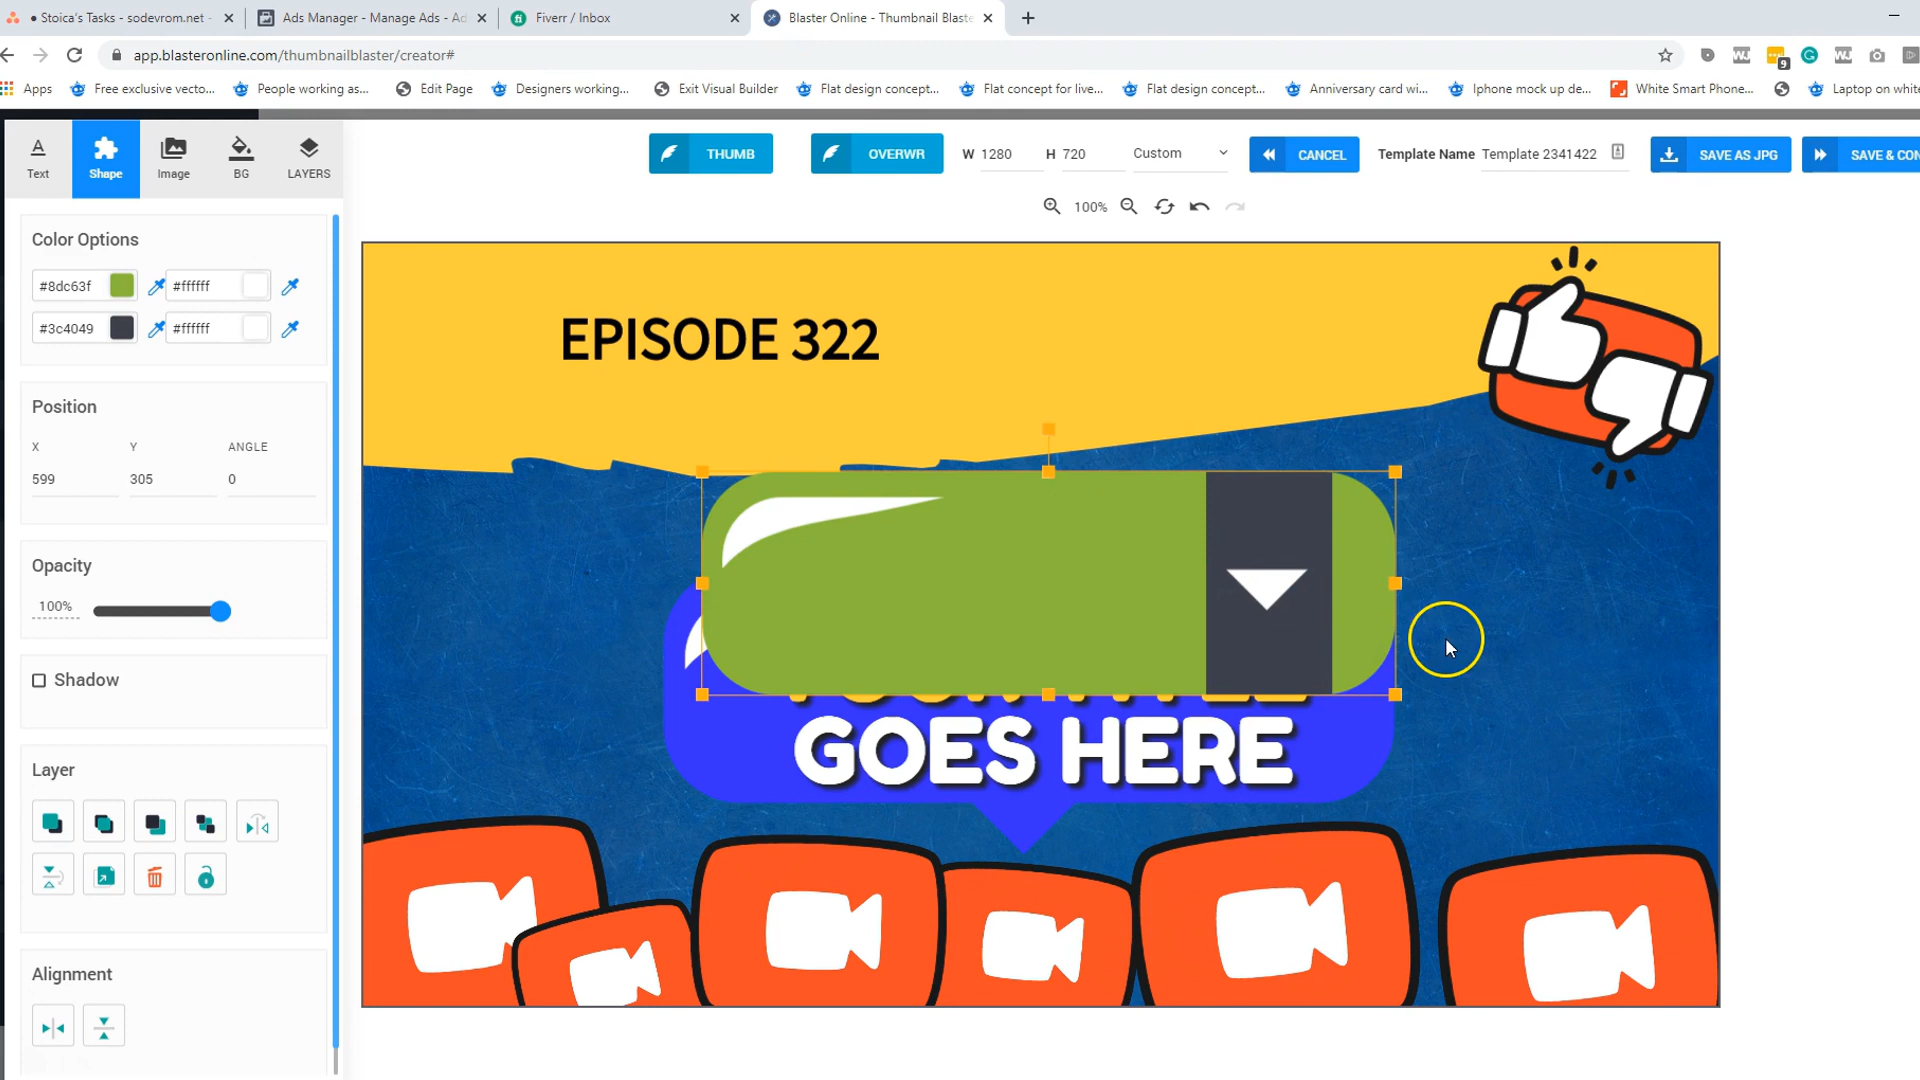 Stoica's Tasks - sodevrom.net -
Ads Manager - Manage Ads - Ad
Fiverr / Inbox
Blaster Online - Thumbnail Blaste
app.blasteronline.com/thumbnailblaster/creator#
9
Apps
Free exclusive vecto...
People working as...
Edit Page
Designers working...
Exit Visual Builder
Flat design concept...
Flat concept for live...
Flat design concept...
Anniversary card wi...
Iphone mock up de...
White Smart Phone...
Laptop on white
Text
Shape
Image
BG
LAYERS
THUMB
OVERWR
W 1280
H 720
Custom
CANCEL
Template Name
Template 2341422
SAVE AS JPG
SAVE & CON
100%
Color Options
#8dc63f
#ffffff
#3c4049
#ffffff
Position
X
Y
ANGLE
599
305
0
Opacity
100%
Shadow
Layer
Alignment
EPISODE 322
GOES HERE